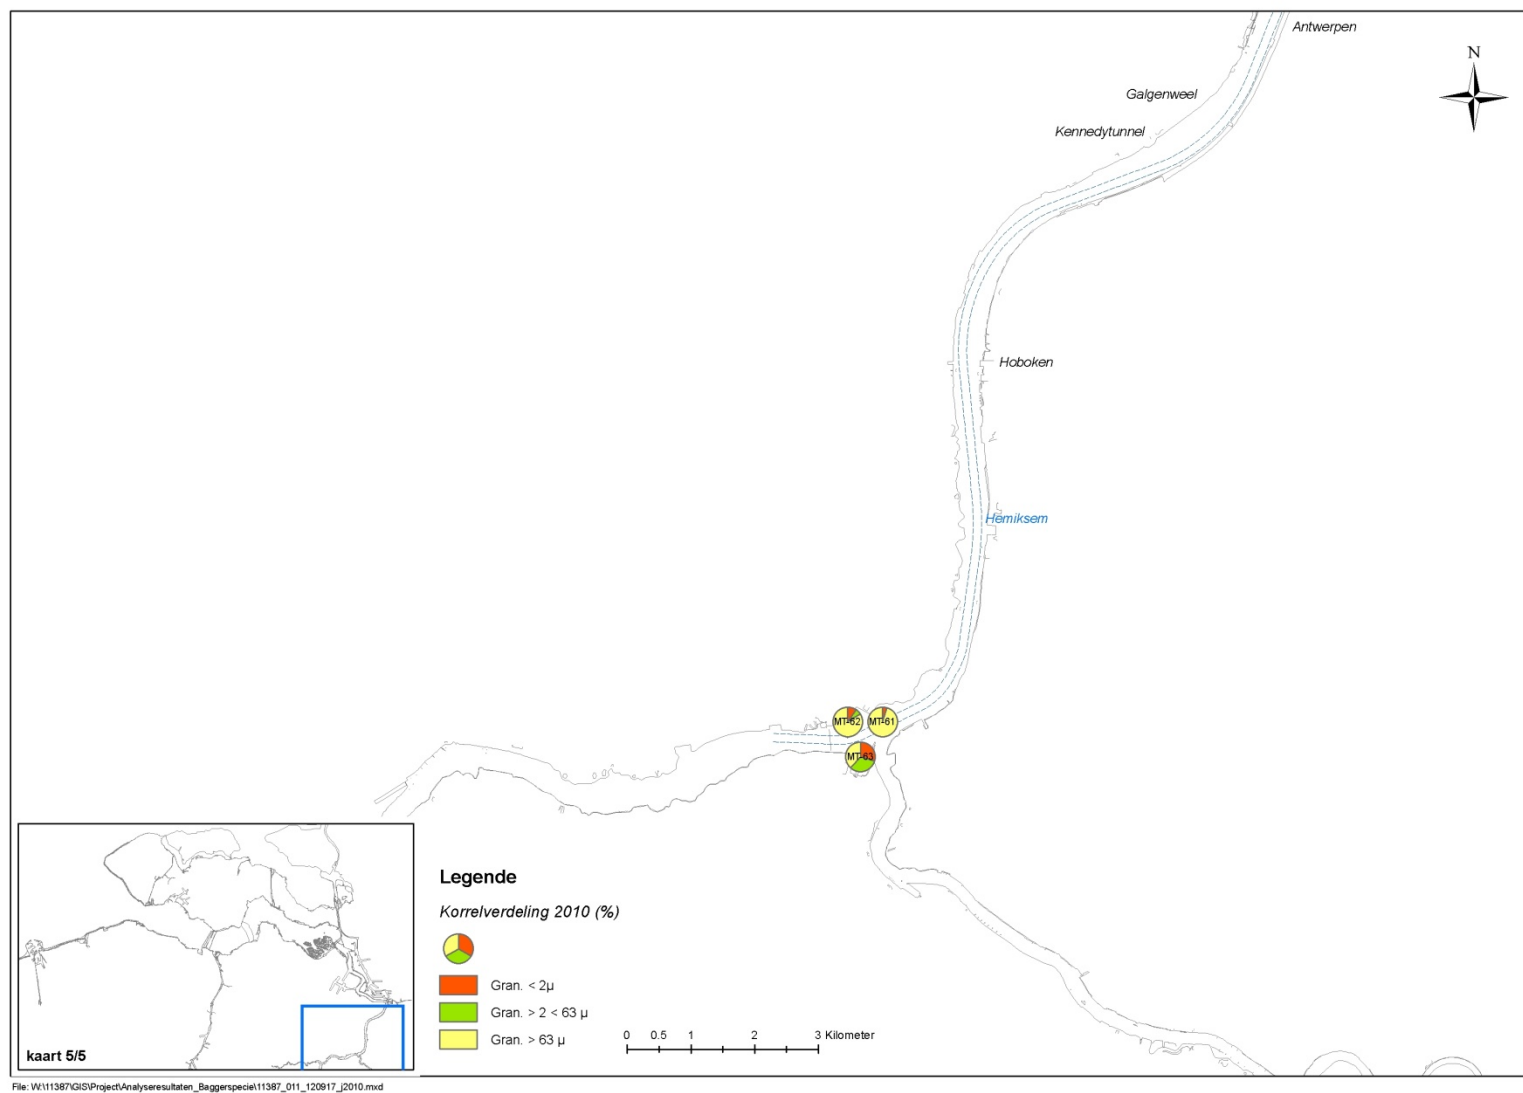 Antwerpen
N
Galgenweel
Kennedytunnel
Hoboken
Hemiksem
MT-62
MT-61
MT-63
Legende
Korrelverdeling 2010 (%)
Gran. < 2µ
Gran. > 2 < 63 µ
Gran. > 63 µ
0 0.5 1 2 3 Kilometer
kaart 5/5
File: W:\11387\GIS\Project\Analyseresultaten_Baggerspecie\11387_011_120917_j2010.mxd